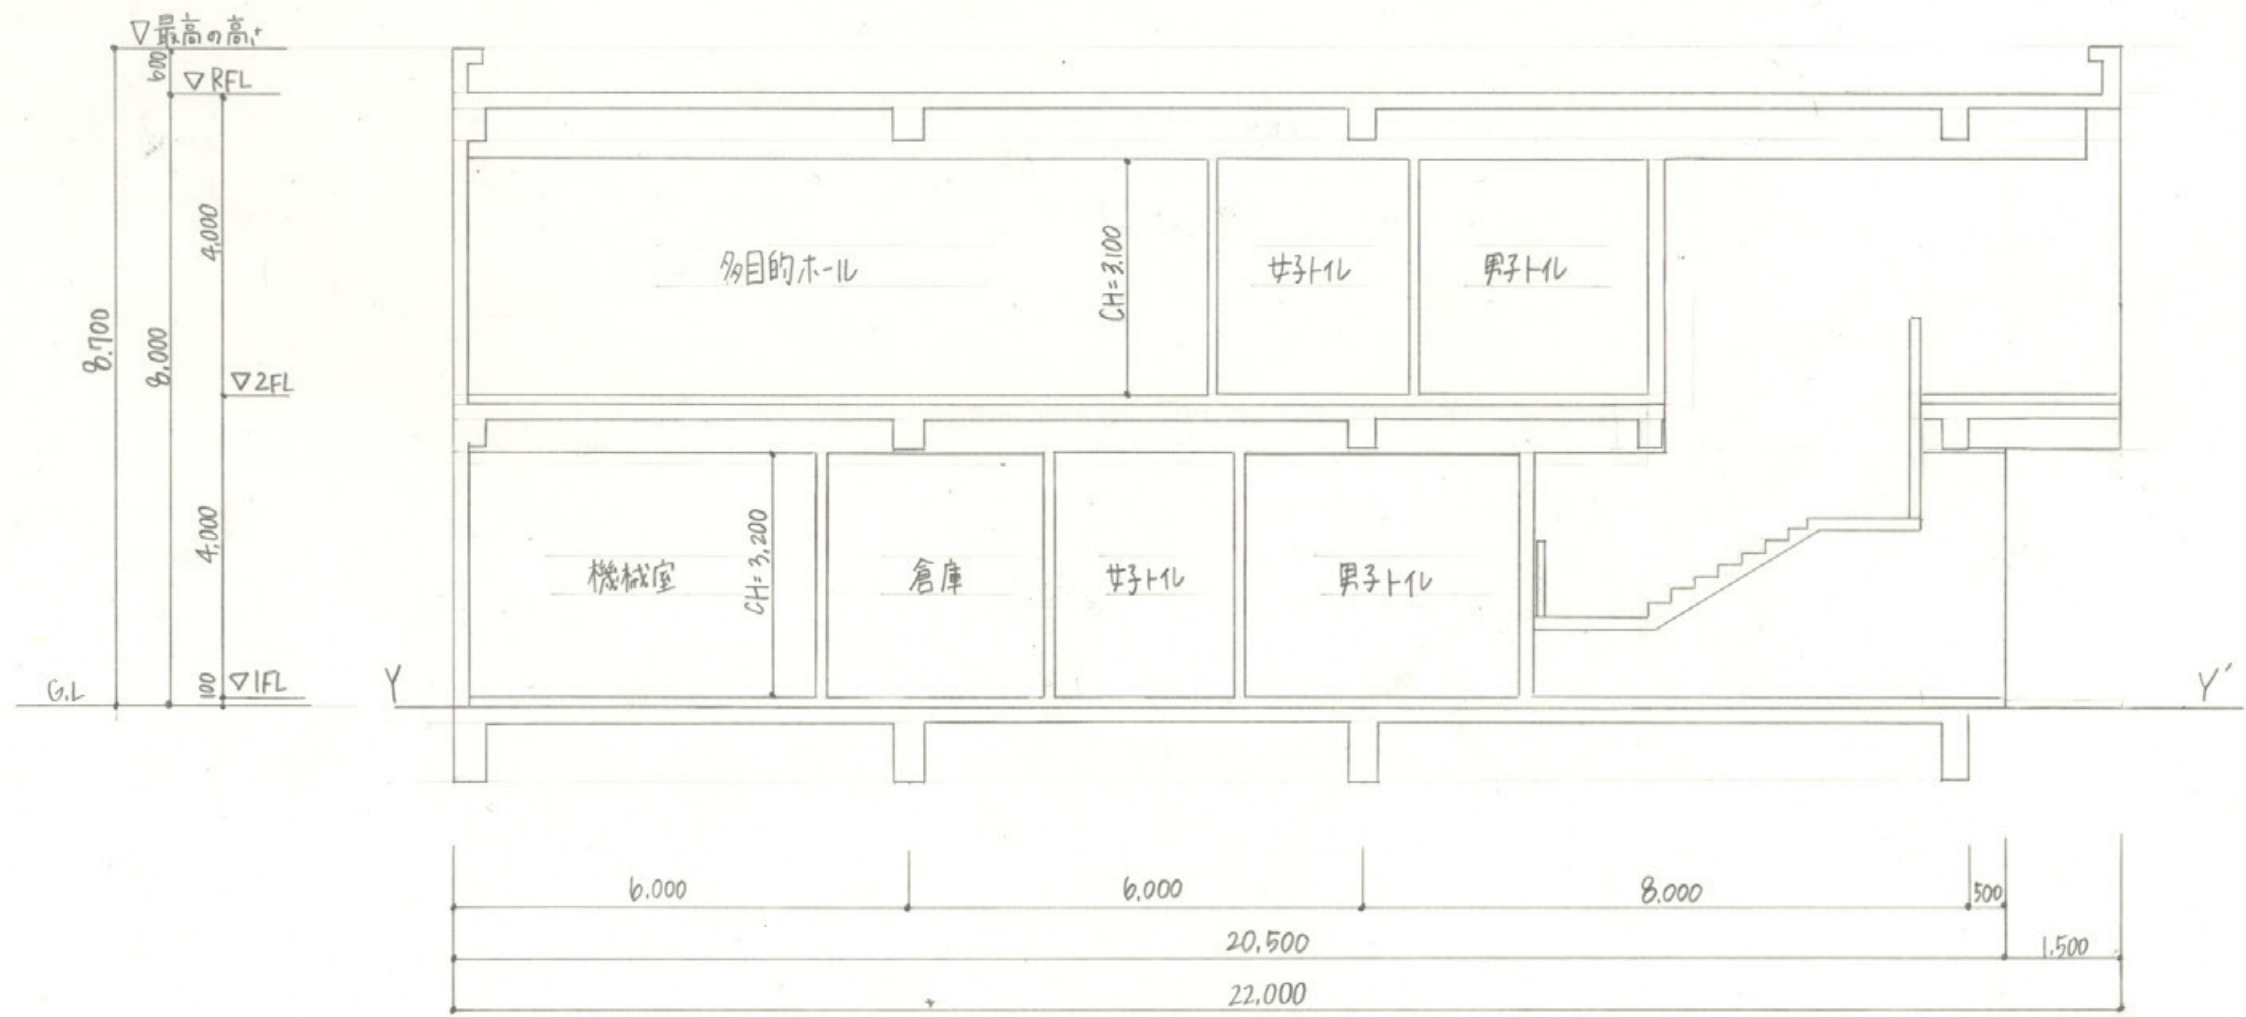 ▽最高の高さ
600
▽RFL
4,000
8,700
8,000
▽2FL
4,000
100
▽1FL
G.L
Y
Y'
多目的ホール
CH=3,100
女子トイレ
男子トイレ
機械室
CH=3,200
倉庫
女子トイレ
男子トイレ
6,000
6,000
8,000
500
20,500
1,500
22,000